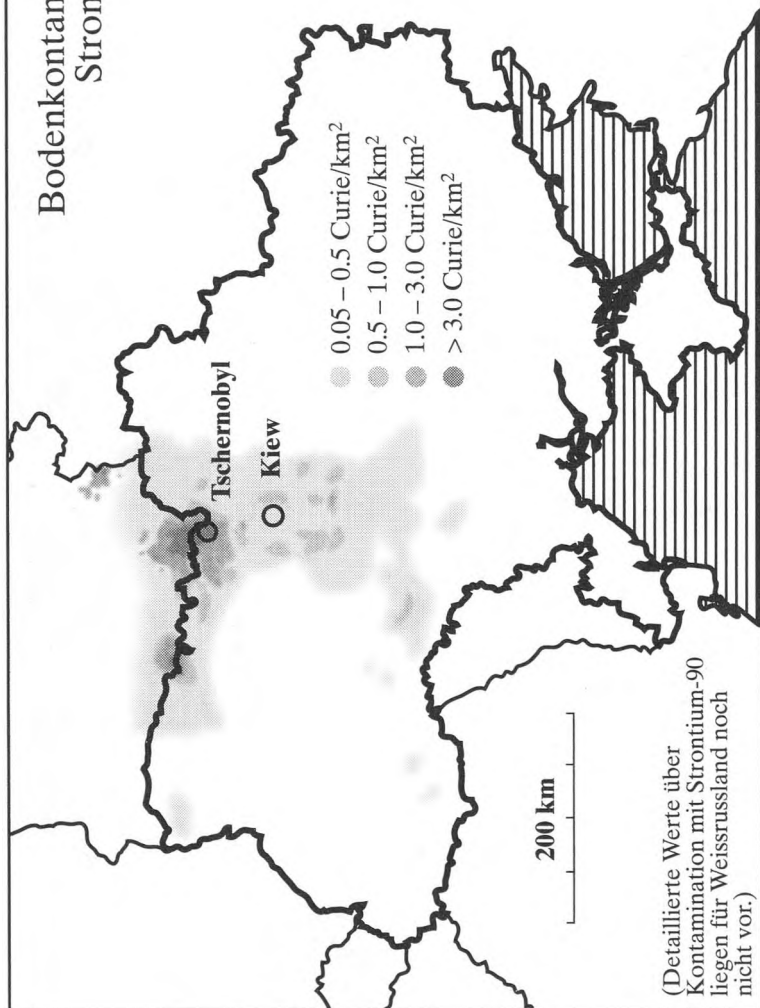 Bodenkontan
Stron
Tschernobyl
Kiew
0.05 – 0.5 Curie/km²
0.5 – 1.0 Curie/km²
1.0 – 3.0 Curie/km²
> 3.0 Curie/km²
200 km
(Detaillierte Werte über
Kontamination mit Strontium-90
liegen für Weissrussland noch
nicht vor.)